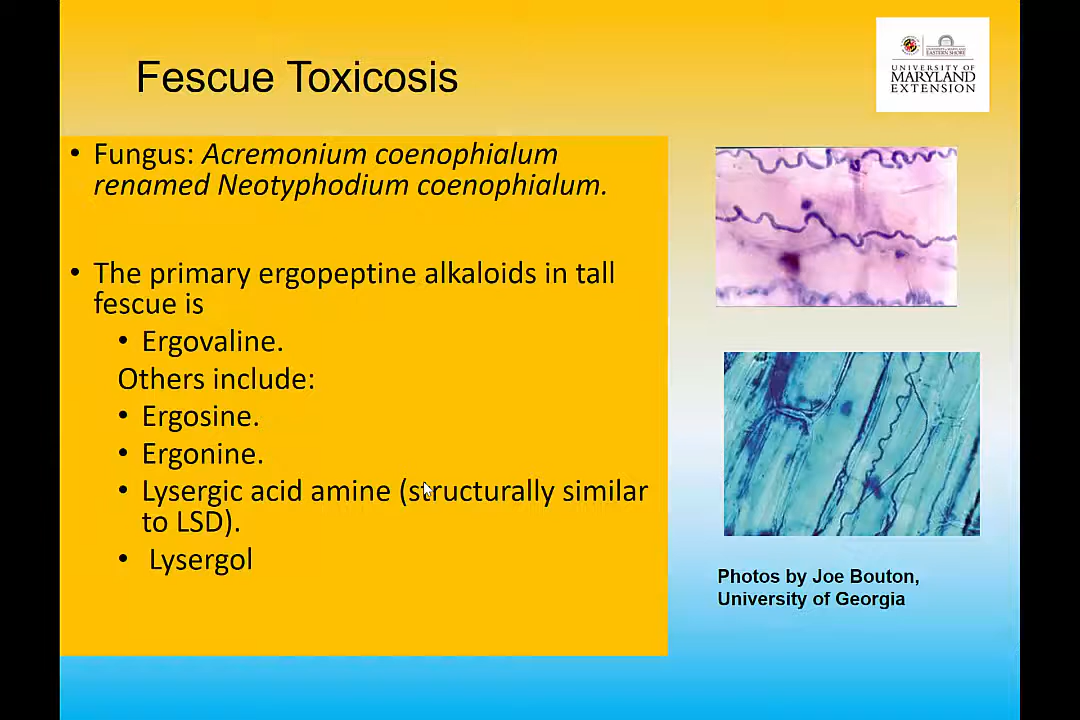 Fescue Toxicosis
UNIVERSITY OF
MARYLAND
EXTENSION
• Fungus: Acremonium coenophialum
renamed Neotyphodium coenophialum.
• The primary ergopeptine alkaloids in tall
fescue is
• Ergovaline.
Others include:
• Ergosine.
• Ergonine.
• Lysergic acid amine (structurally similar
to LSD).
• Lysergol
Photos by Joe Bouton,
University of Georgia